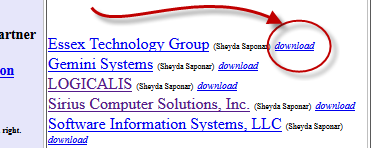 artner
on
right.
Essex Technology Group (Sheyda Saponar) download
Gemini Systems (Sheyda Saponar) download
LOGICALIS (Sheyda Saponar) download
Sirius Computer Solutions, Inc. (Sheyda Saponar) download
Software Information Systems, LLC (Sheyda Saponar)
download